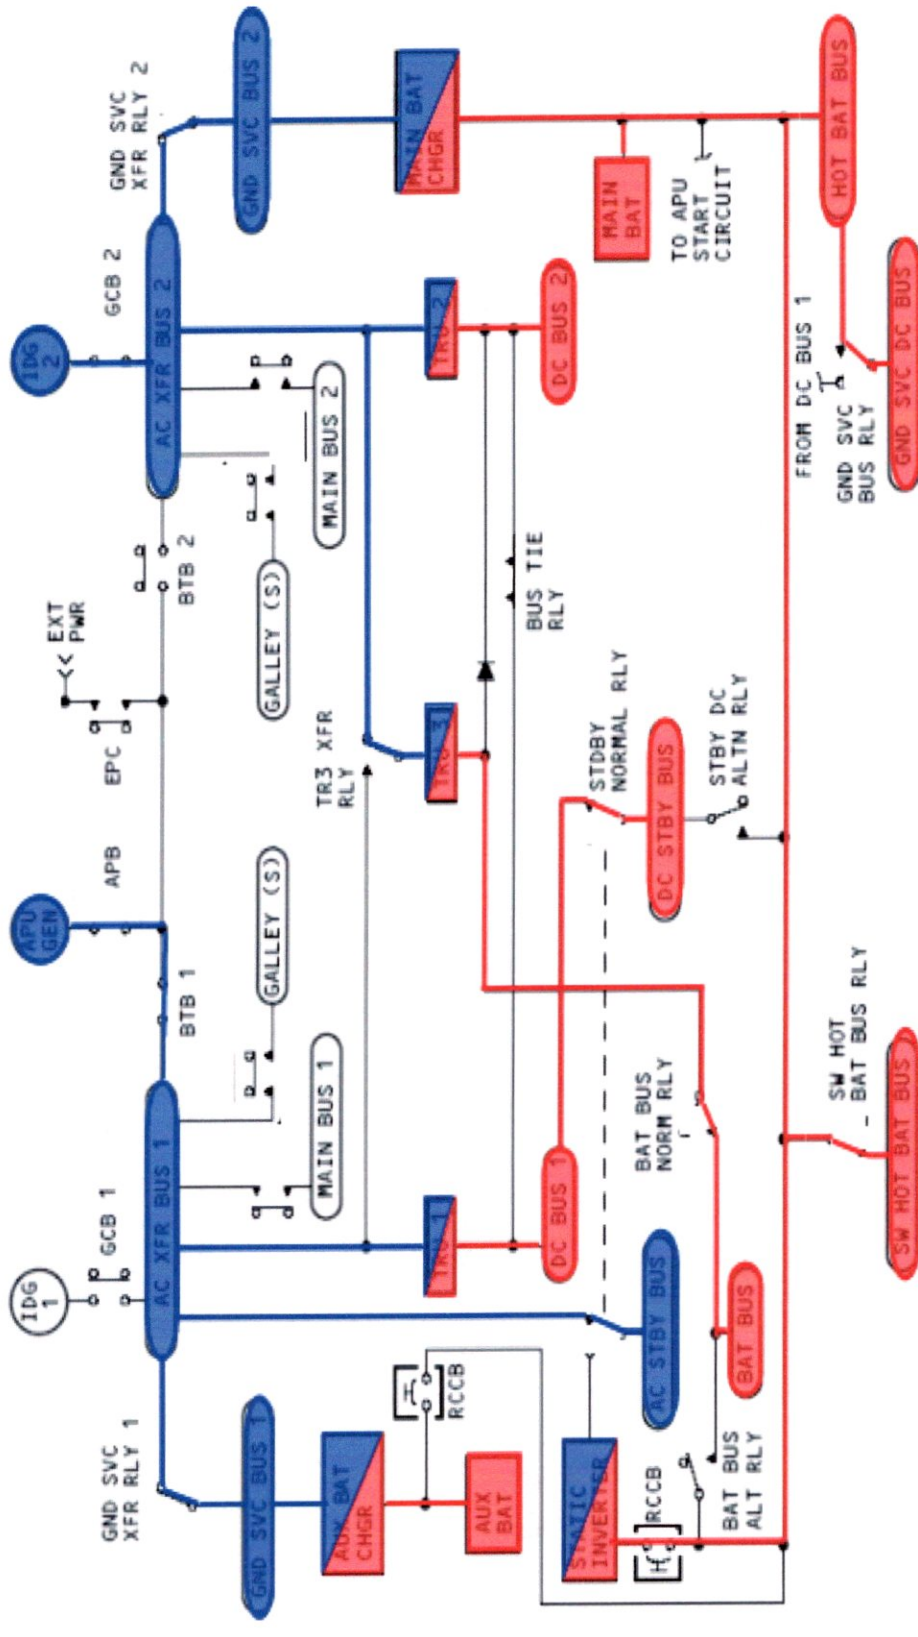 IDG
1
GCB 1
APU
GEN
APB
EPC
<< EXT
PWR
IDG
2
GCB 2
GND SVC
XFR RLY 1
AC XFR BUS 1
BTB 1
BTB 2
AC XFR BUS 2
GND SVC
XFR RLY 2
GND SVC BUS 1
MAIN BUS 1
GALLEY (S)
GALLEY (S)
MAIN BUS 2
GND SVC BUS 2
AUX BAT
CHGR
TRU 1
TR3 XFR
RLY
TRU 3
TRU 2
MAIN BAT
CHGR
RCCB
AUX
BAT
DC BUS 1
BUS TIE
RLY
DC BUS 2
MAIN
BAT
STATIC
INVERTER
STDBY
NORMAL RLY
TO APU
START
CIRCUIT
RCCB
AC STBY BUS
BAT BUS
NORM RLY
DC STBY BUS
BAT BUS
ALT RLY
BAT BUS
STBY DC
ALTN RLY
FROM DC BUS 1
HOT BAT BUS
SW HOT
BAT BUS RLY
GND SVC
BUS RLY
SW HOT BAT BUS
GND SVC DC BUS